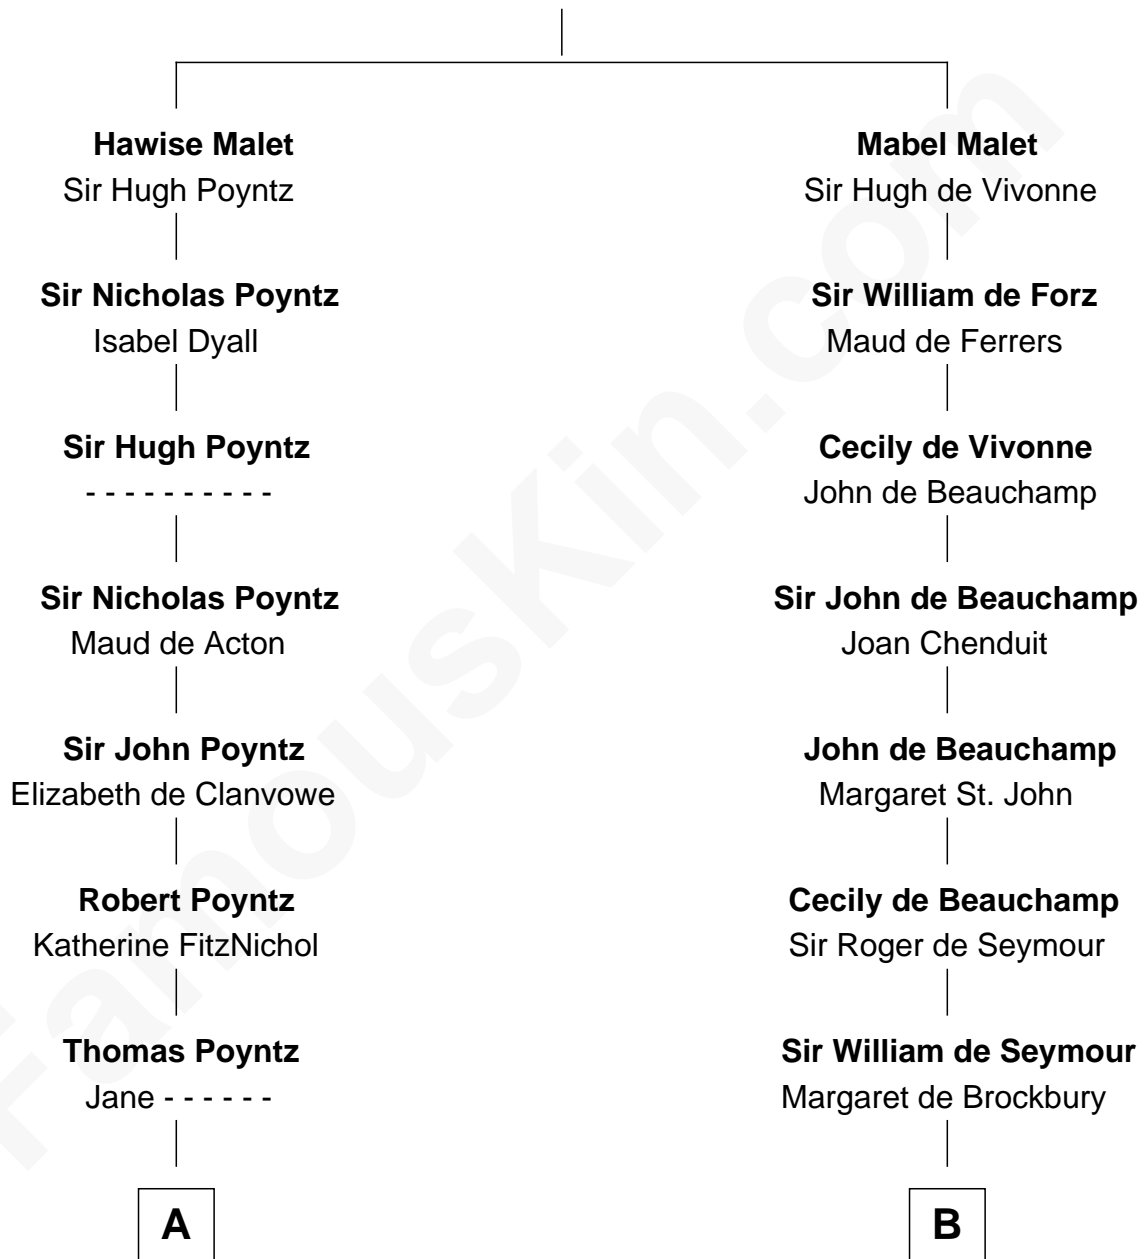 Hawise Malet
Sir Hugh Poyntz
Mabel Malet
Sir Hugh de Vivonne
Sir Nicholas Poyntz
Isabel Dyall
Sir William de Forz
Maud de Ferrers
Sir Hugh Poyntz
- - - - - - - - - -
Cecily de Vivonne
John de Beauchamp
Sir Nicholas Poyntz
Maud de Acton
Sir John de Beauchamp
Joan Chenduit
Sir John Poyntz
Elizabeth de Clanvowe
John de Beauchamp
Margaret St. John
Robert Poyntz
Katherine FitzNichol
Cecily de Beauchamp
Sir Roger de Seymour
Thomas Poyntz
Jane - - - - - -
Sir William de Seymour
Margaret de Brockbury
A
B
FamousKin.com